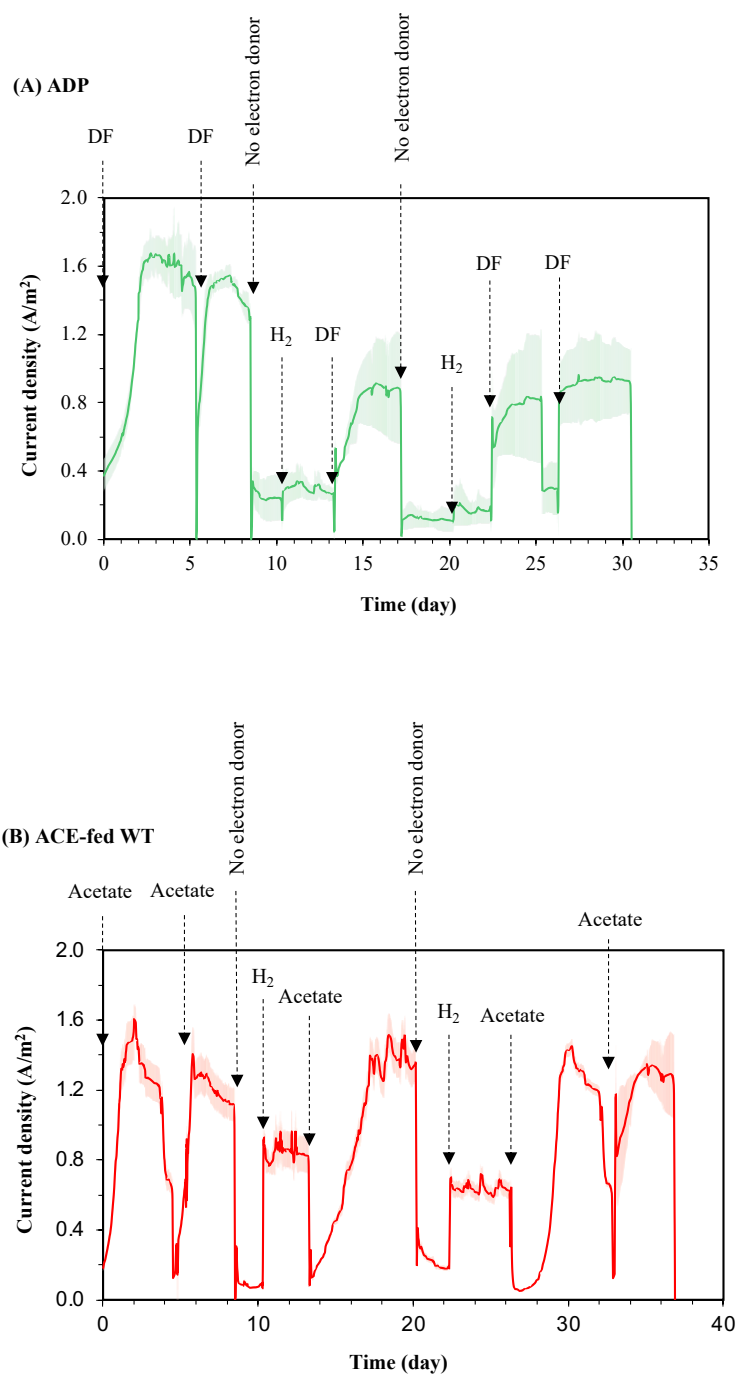 (A) ADP
DF
DF
No electron donor
No electron donor
H2
DF
H2
DF
DF
2.0
1.6
1.2
0.8
0.4
0.0
Current density (A/m²)
0 5 10 15 20 25 30 35
Time (day)
(B) ACE-fed WT
Acetate
Acetate
No electron donor
H₂
Acetate
No electron donor
H₂
Acetate
Acetate
2.0
1.6
1.2
0.8
0.4
0.0
Current density (A/m²)
0 10 20 30 40
Time (day)